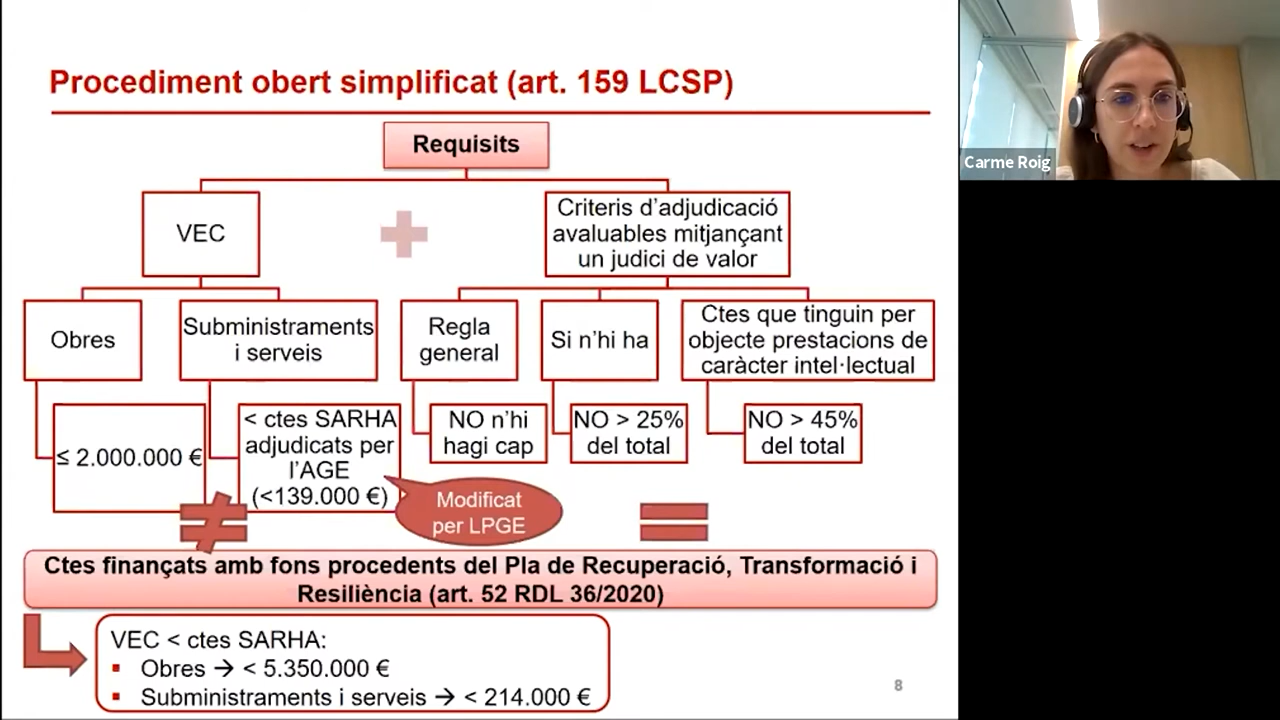 Procediment obert simplificat (art. 159 LCSP)
Requisits
VEC
Criteris d'adjudicació
avaluables mitjançant
un judici de valor
Obres
Subministraments
i serveis
Regla
general
Si n'hi ha
Ctes que tinguin per
objecte prestacions de
caràcter intel·lectual
≤ 2.000.000 €
< ctes SARHA
adjudicats per
l'AGE
(<139.000 €)
NO n'hi
hagi cap
NO > 25%
del total
NO > 45%
del total
Modificat
per LPGE
Ctes finançats amb fons procedents del Pla de Recuperació, Transformació i
Resiliència (art. 52 RDL 36/2020)
VEC < ctes SARHA:
▪ Obres → < 5.350.000 €
▪ Subministraments i serveis → < 214.000 €
8
Carme Roig